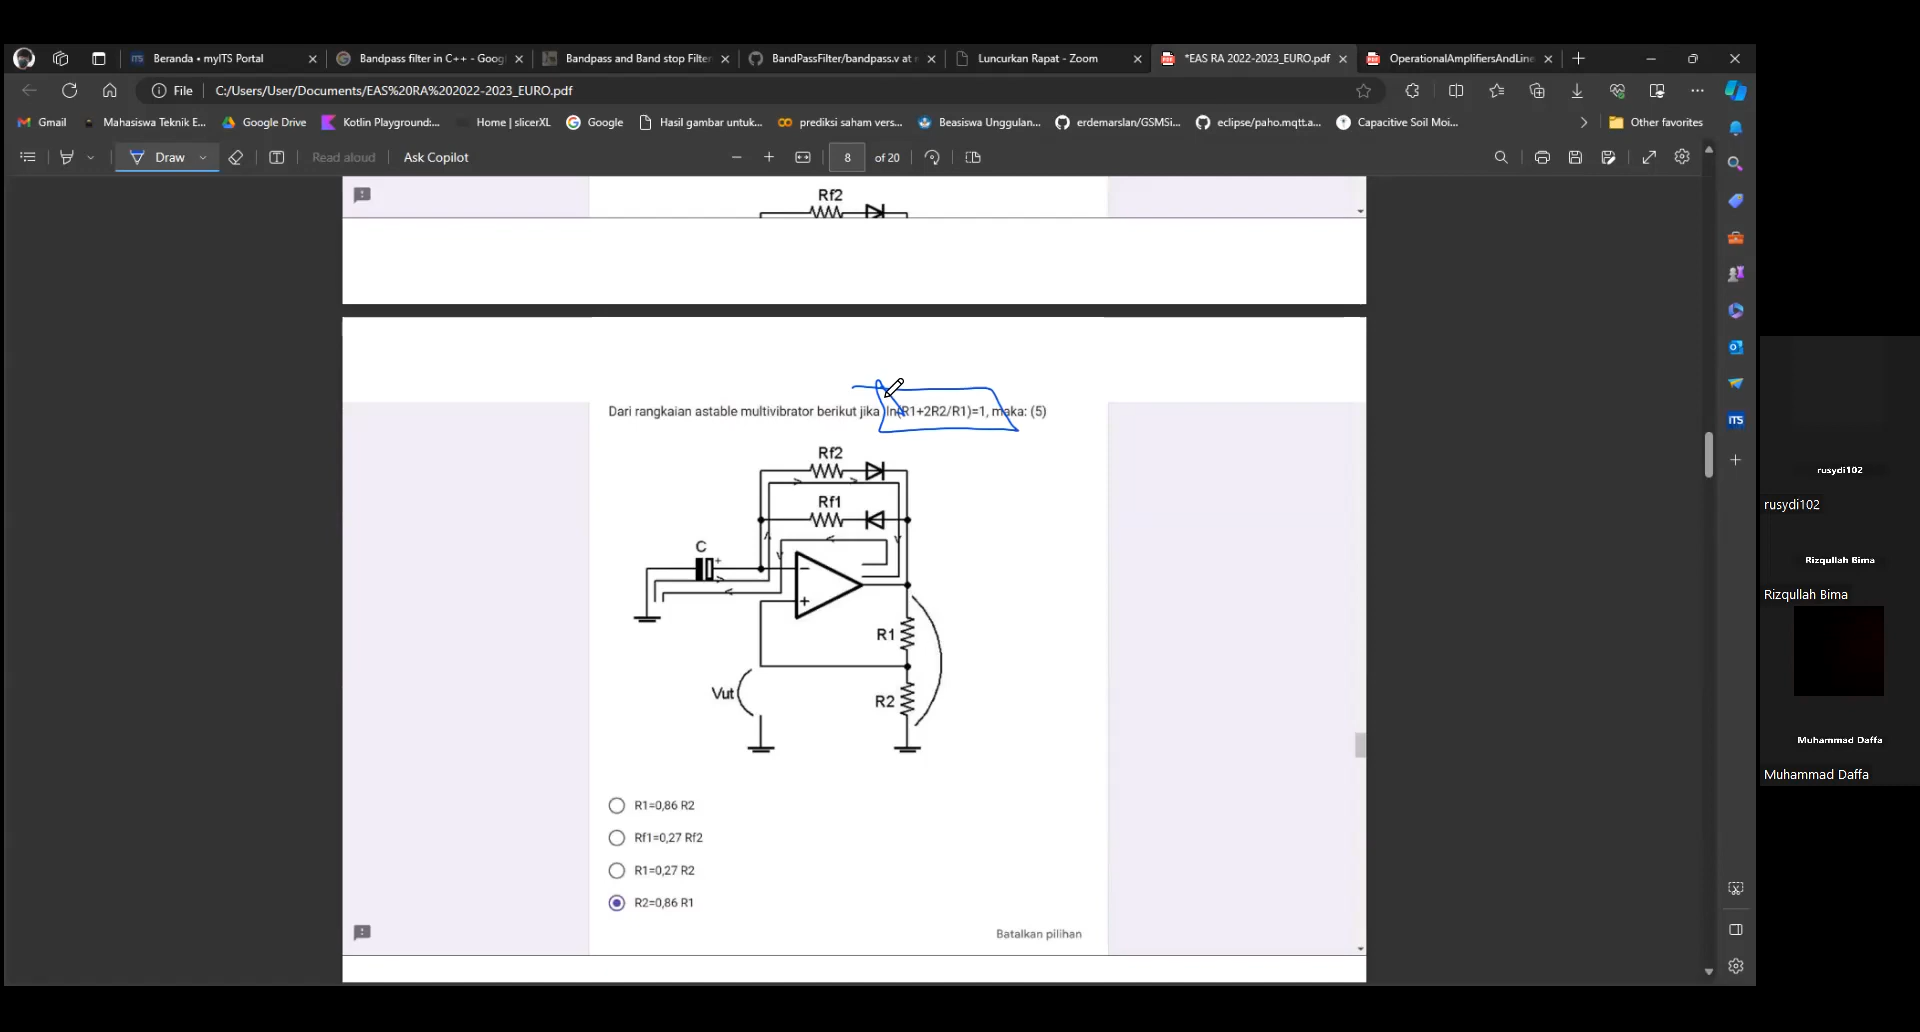 Beranda • myITS Portal
Bandpass filter in C++ - Goog
Bandpass and Band stop Filter
BandPassFilter/bandpass.v at
Luncurkan Rapat - Zoom
*EAS RA 2022-2023_EURO.pdf
OperationalAmplifiersAndLine
File
C:/Users/User/Documents/EAS%20RA%202022-2023_EURO.pdf
Gmail
Mahasiswa Teknik E...
Google Drive
Kotlin Playground:...
Home | slicerXL
Google
Hasil gambar untuk...
prediksi saham vers...
Beasiswa Unggulan...
erdemarslan/GSMSi...
eclipse/paho.mqtt.a...
Capacitive Soil Moi...
Other favorites
Draw
Read aloud
Ask Copilot
8
of 20
Rf2
Dari rangkaian astable multivibrator berikut jika ln(R1+2R2/R1)=1, maka: (5)
Rf2
Rf1
C
+
−
+
R1
Vut
R2
R1=0,86 R2
Rf1=0,27 Rf2
R1=0,27 R2
R2=0,86 R1
Batalkan pilihan
ITS
rusydi102
rusydi102
Rizqullah Bima
Rizqullah Bima
Muhammad Daffa
Muhammad Daffa